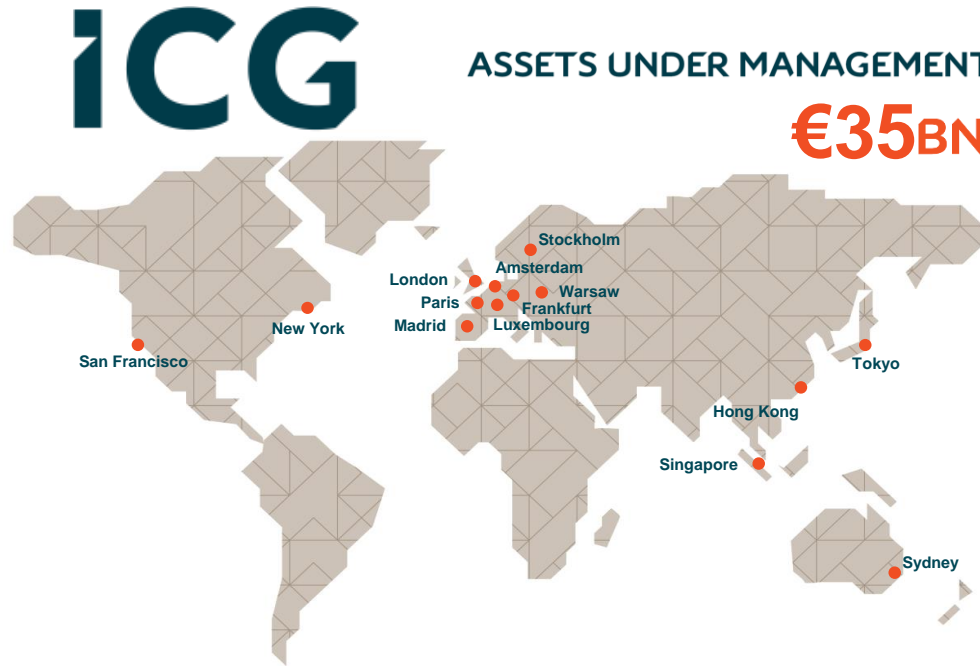 ICG
ASSETS UNDER MANAGEMENT
€35BN
Stockholm
Amsterdam
London
Warsaw
Paris
Frankfurt
New York
Madrid
Luxembourg
San Francisco
Tokyo
Hong Kong
Singapore
Sydney